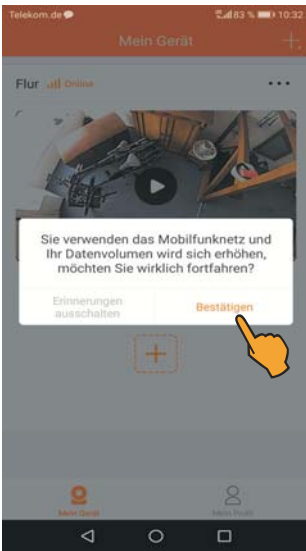 Telekom.de 83 % 10:32
Mein Gerät
Flur Online
Sie verwenden das Mobilfunknetz und
Ihr Datenvolumen wird sich erhöhen,
möchten Sie wirklich fortfahren?
Erinnerungen
ausschalten
Bestätigen
Mein Gerät Mein Profil